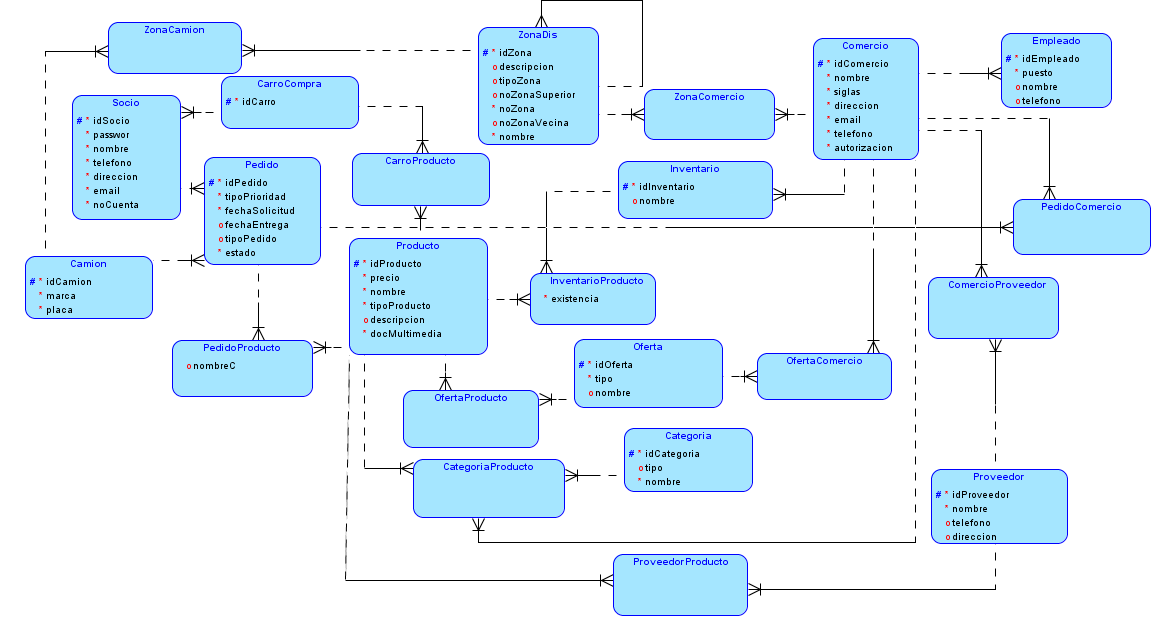 ZonaCamion
ZonaDis
# * idZona
o descripcion
o tipoZona
o noZonaSuperior
* noZona
o noZonaVecina
* nombre
Comercio
# * idComercio
* nombre
* siglas
* direccion
* email
* telefono
* autorizacion
Empleado
# * idEmpleado
* puesto
o nombre
o telefono
CarroCompra
# * idCarro
ZonaComercio
Socio
# * idSocio
* passwor
* nombre
* telefono
* direccion
* email
* noCuenta
Pedido
# * idPedido
* tipoPrioridad
* fechaSolicitud
o fechaEntrega
o tipoPedido
* estado
CarroProducto
Inventario
# * idInventario
o nombre
PedidoComercio
Camion
# * idCamion
* marca
* placa
Producto
# * idProducto
* precio
* nombre
* tipoProducto
o descripcion
* docMultimedia
InventarioProducto
* existencia
ComercioProveedor
PedidoProducto
o nombreC
Oferta
# * idOferta
* tipo
o nombre
OfertaComercio
OfertaProducto
Categoria
# * idCategoria
o tipo
* nombre
CategoriaProducto
Proveedor
# * idProveedor
* nombre
o telefono
o direccion
ProveedorProducto